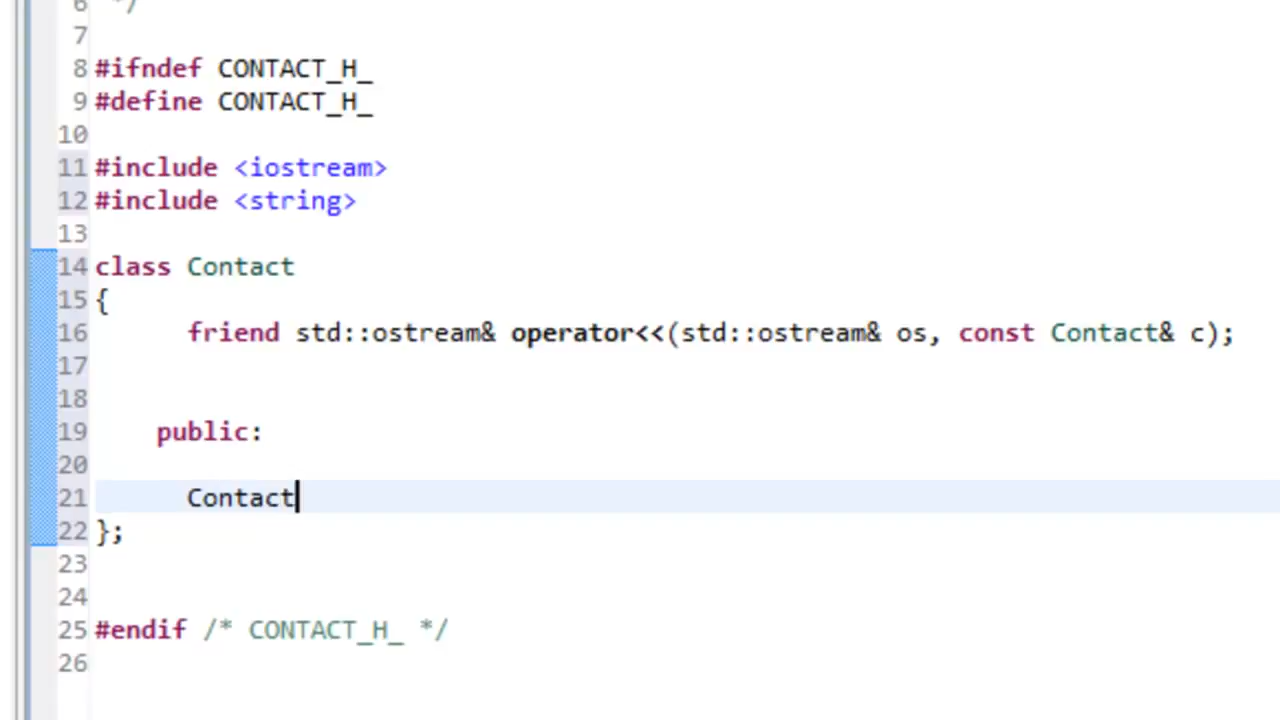 6 */
7
8 #ifndef CONTACT_H_
9 #define CONTACT_H_
10
11 #include <iostream>
12 #include <string>
13
14 class Contact
15 {
16 friend std::ostream& operator<<(std::ostream& os, const Contact& c);
17
18
19 public:
20
21 Contact
22 };
23
24
25 #endif /* CONTACT_H_ */
26